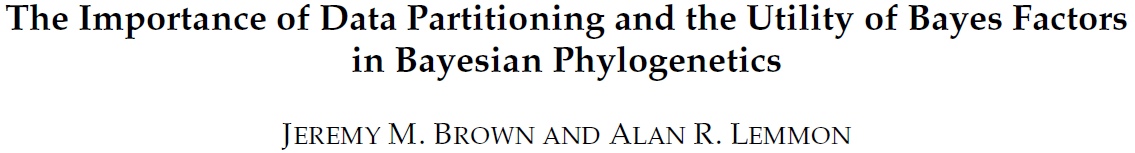 The Importance of Data Partitioning and the Utility of Bayes Factors
in Bayesian Phylogenetics
JEREMY M. BROWN AND ALAN R. LEMMON